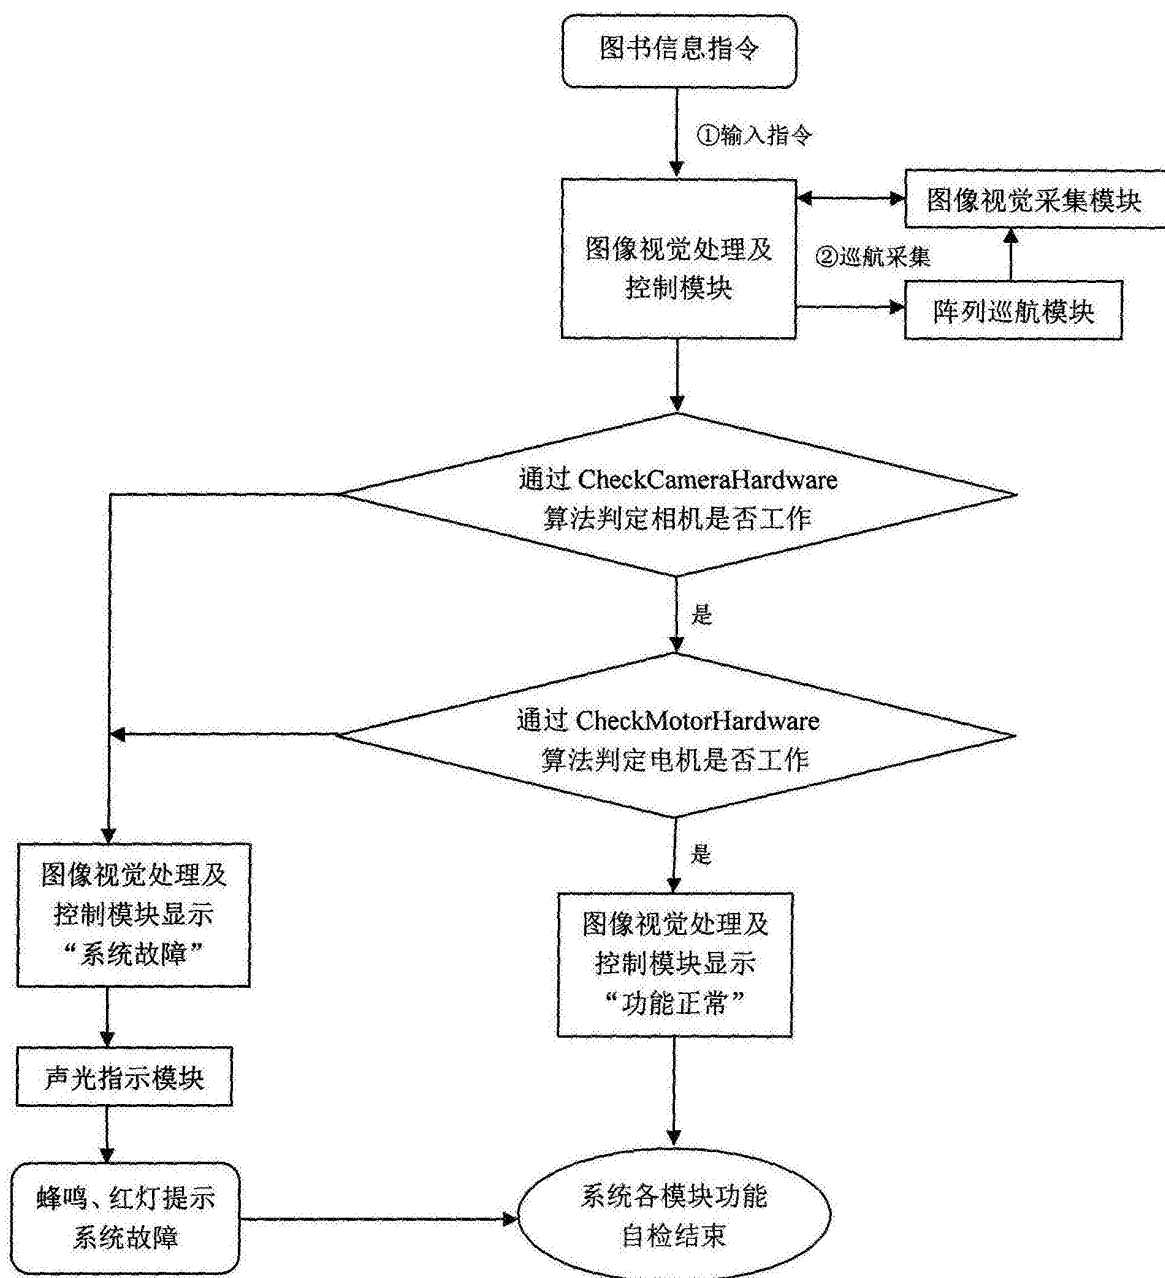 图书信息指令
①输入指令
图像视觉采集模块
图像视觉处理及
控制模块
②巡航采集
阵列巡航模块
通过 CheckCameraHardware
算法判定相机是否工作
是
通过 CheckMotorHardware
算法判定电机是否工作
是
图像视觉处理及
控制模块显示
“系统故障”
图像视觉处理及
控制模块显示
“功能正常”
声光指示模块
蜂鸣、红灯提示
系统故障
系统各模块功能
自检结束